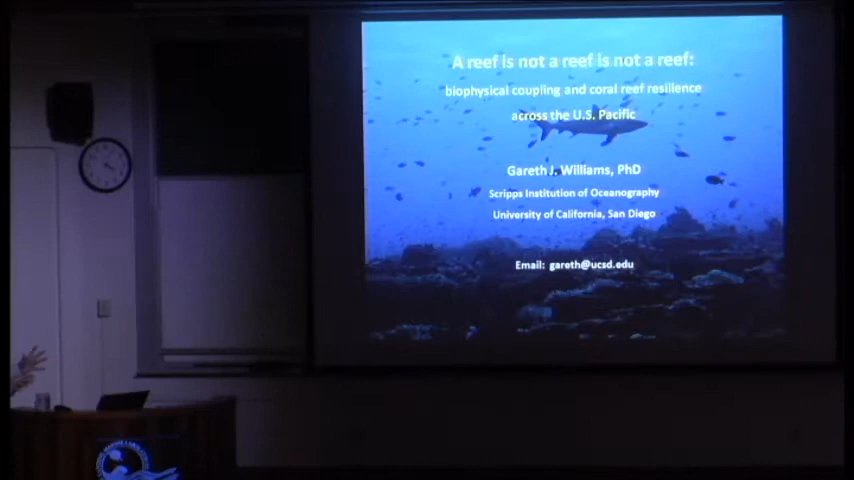 A reef is not a reef is not a reef:
biophysical coupling and coral reef resilience
across the U.S. Pacific
Gareth J. Williams, PhD
Scripps Institution of Oceanography
University of California, San Diego
Email: gareth@ucsd.edu